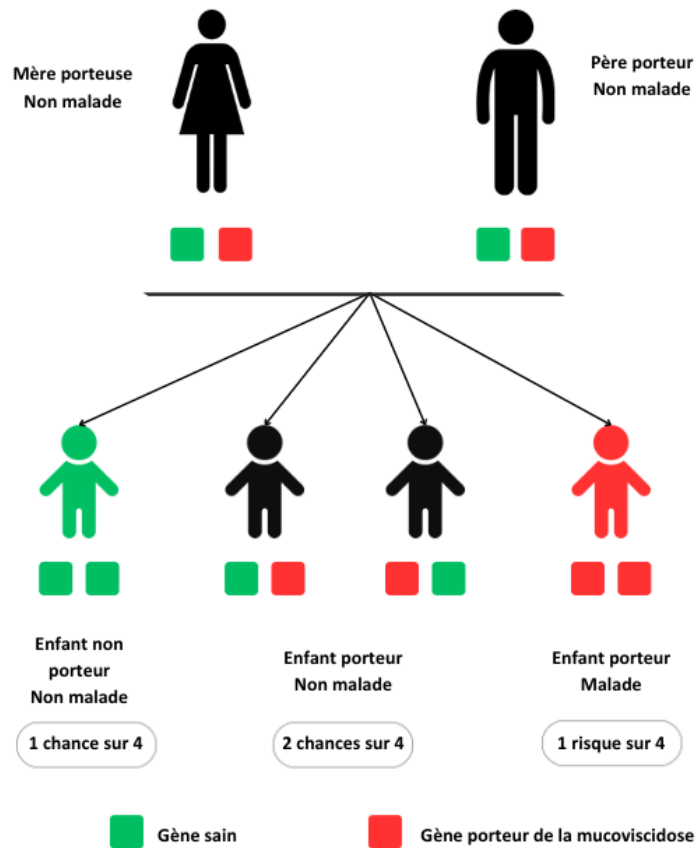 Mère porteuse
Non malade
Père porteur
Non malade
Enfant non
porteur
Non malade
1 chance sur 4
Enfant porteur
Non malade
2 chances sur 4
Enfant porteur
Malade
1 risque sur 4
Gène sain
Gène porteur de la mucoviscidose